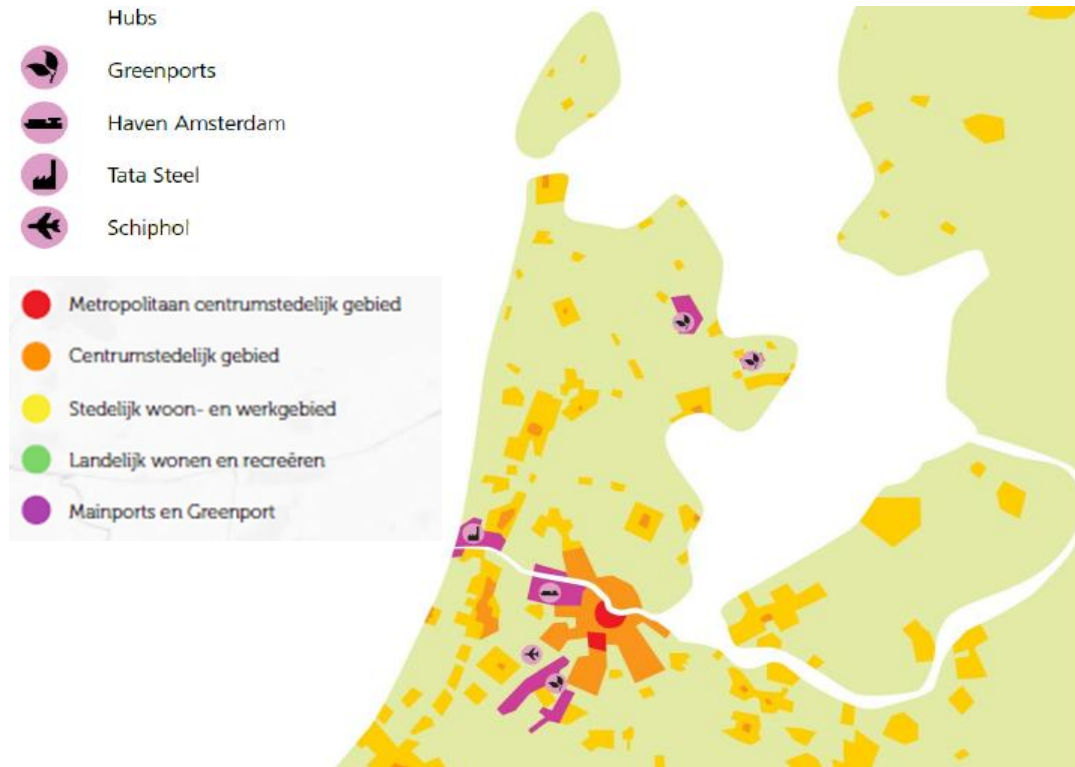 Hubs
Greenports
Haven Amsterdam
Tata Steel
Schiphol
Metropolitaan centrumstedelijk gebied
Centrumstedelijk gebied
Stedelijk woon- en werkgebied
Landelijk wonen en recreëren
Mainports en Greenport